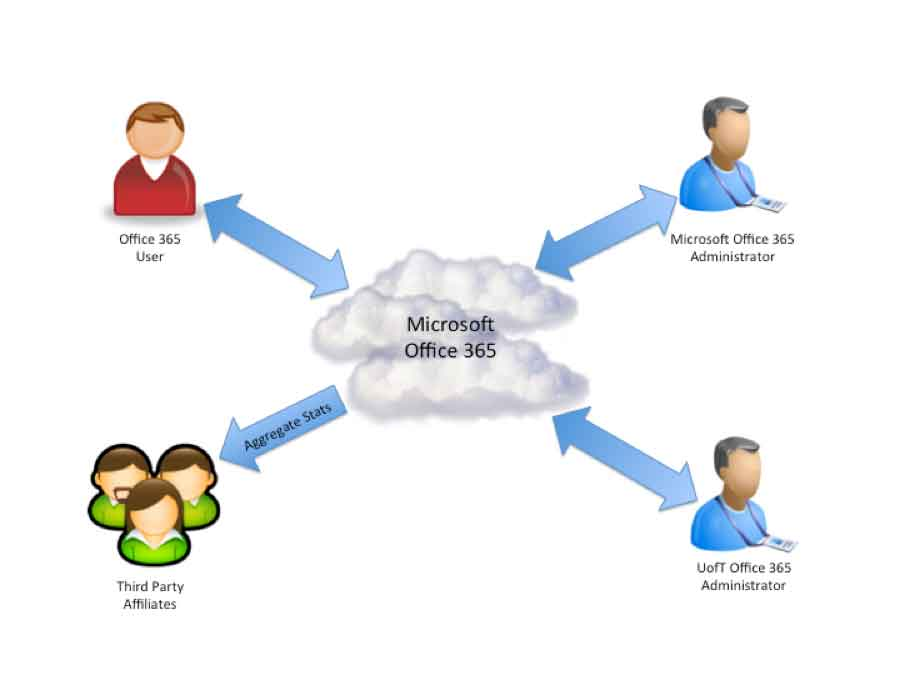 Office 365
User
Microsoft Office 365
Administrator
Microsoft
Office 365
Aggregate Stats
Third Party
Affiliates
UofT Office 365
Administrator